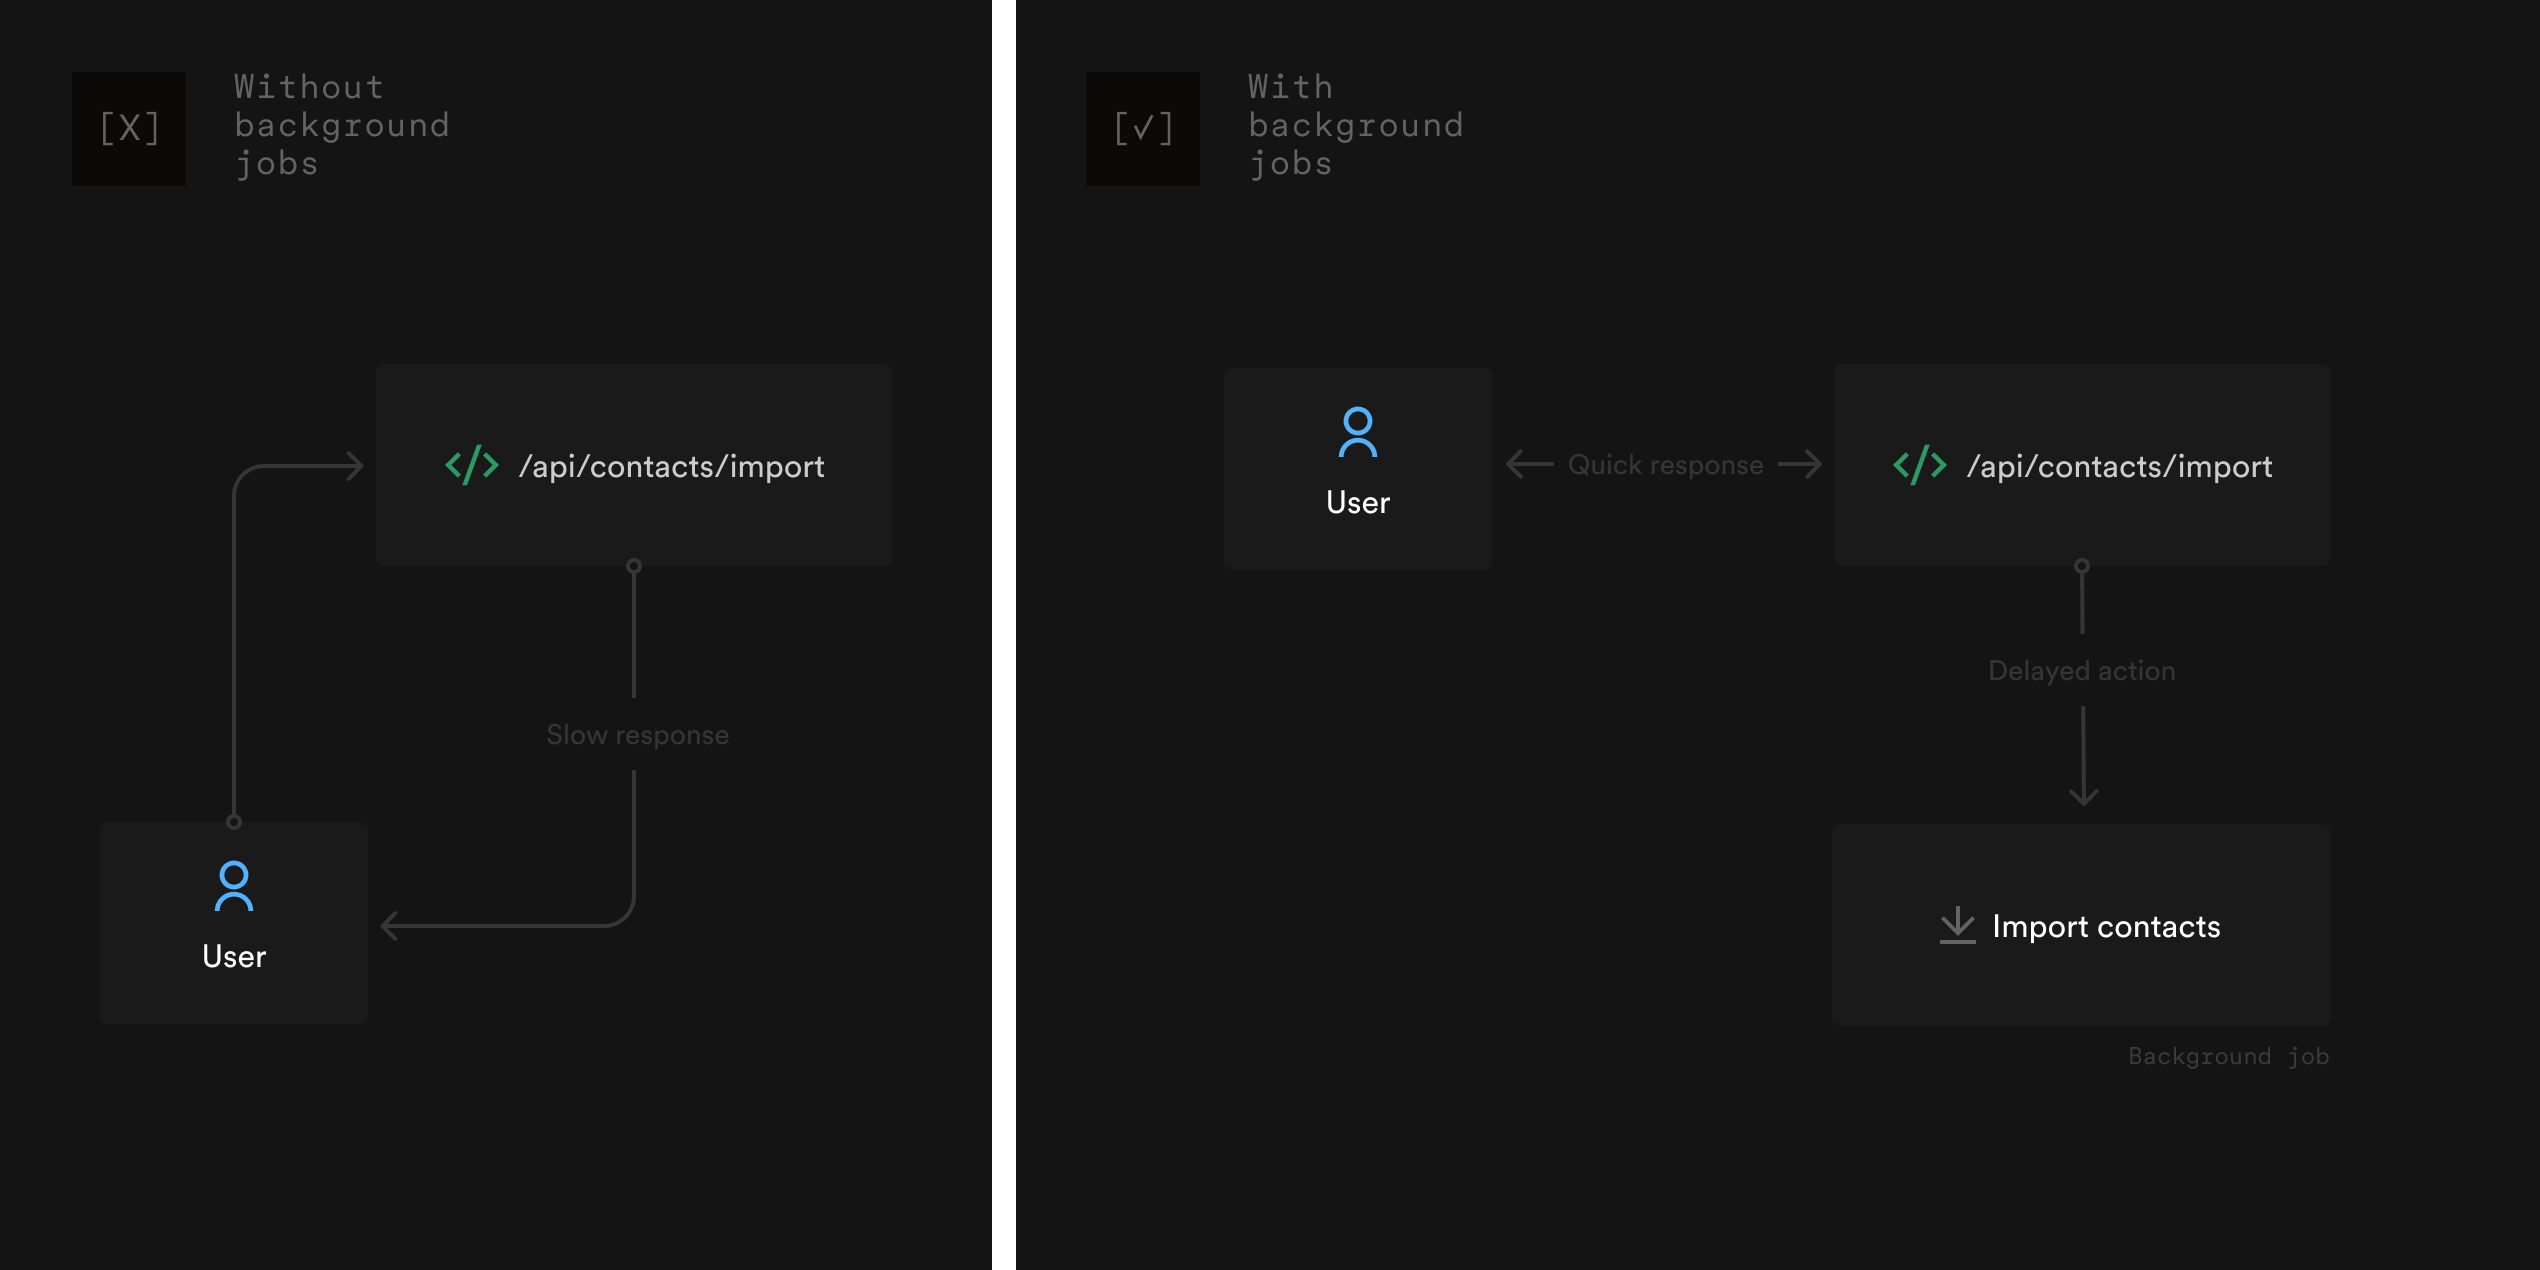 [X]
Without
background
jobs
</> /api/contacts/import
Slow response
User
[✓]
With
background
jobs
User
Quick response
</> /api/contacts/import
Delayed action
Import contacts
Background job